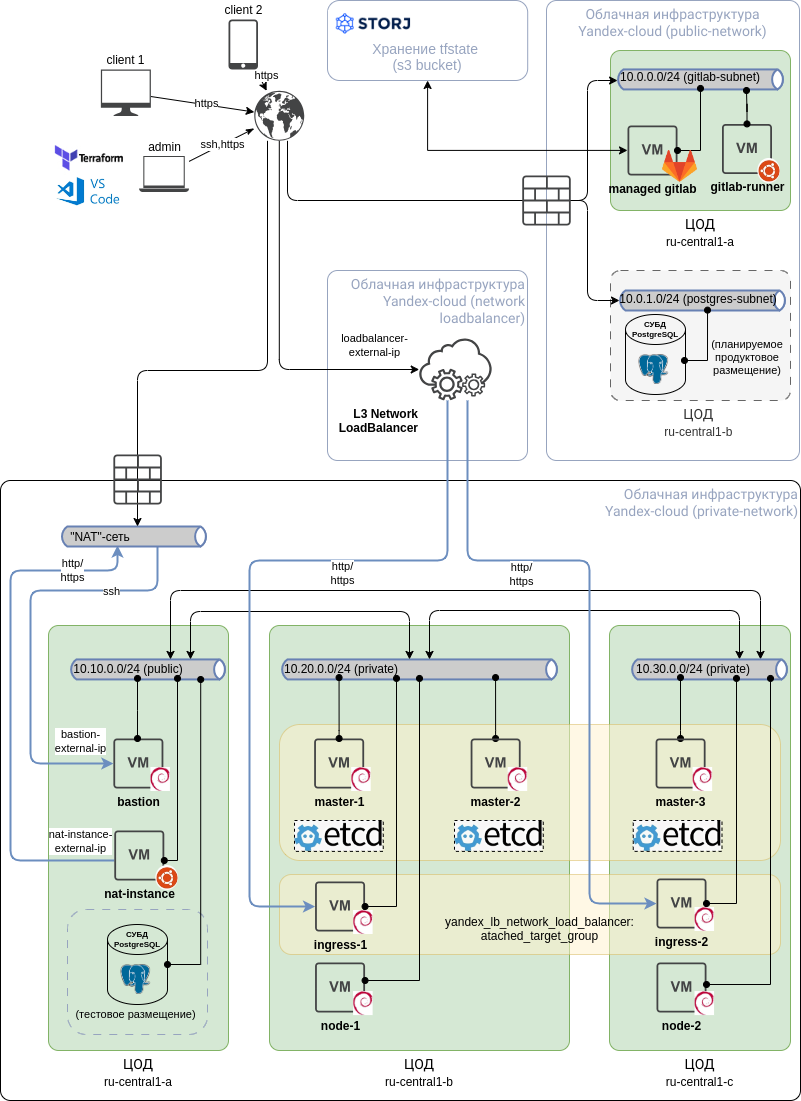 client 2
client 1
https
https
admin
ssh,https
Terraform
VS
Code
STORJ
Хранение tfstate
(s3 bucket)
Облачная инфраструктура
Yandex-cloud (public-network)
10.0.0.0/24 (gitlab-subnet)
VM
managed gitlab
VM
gitlab-runner
ЦОД
ru-central1-a
10.0.1.0/24 (postgres-subnet)
СУБД
PostgreSQL
(планируемое
продуктовое
размещение)
ЦОД
ru-central1-b
Облачная инфраструктура
Yandex-cloud (network
loadbalancer)
loadbalancer-
external-ip
L3 Network
LoadBalancer
Облачная инфраструктура
Yandex-cloud (private-network)
"NAT"-сеть
http/
https
ssh
http/
https
http/
https
10.10.0.0/24 (public)
bastion-
external-ip
VM
bastion
nat-instance-
external-ip
VM
nat-instance
СУБД
PostgreSQL
(тестовое размещение)
ЦОД
ru-central1-a
10.20.0.0/24 (private)
VM
master-1
VM
master-2
etcd
etcd
VM
ingress-1
yandex_lb_network_load_balancer:
atached_target_group
VM
node-1
ЦОД
ru-central1-b
10.30.0.0/24 (private)
VM
master-3
etcd
VM
ingress-2
VM
node-2
ЦОД
ru-central1-c